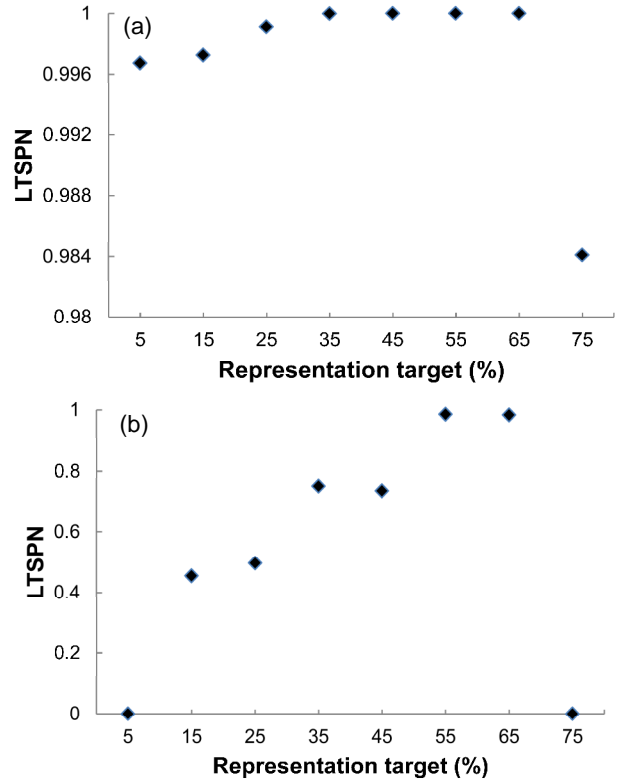 (a)
1
0.996
0.992
0.988
0.984
0.98
LTSPN
5 15 25 35 45 55 65 75
Representation target (%)
(b)
1
0.8
0.6
0.4
0.2
0
LTSPN
5 15 25 35 45 55 65 75
Representation target (%)